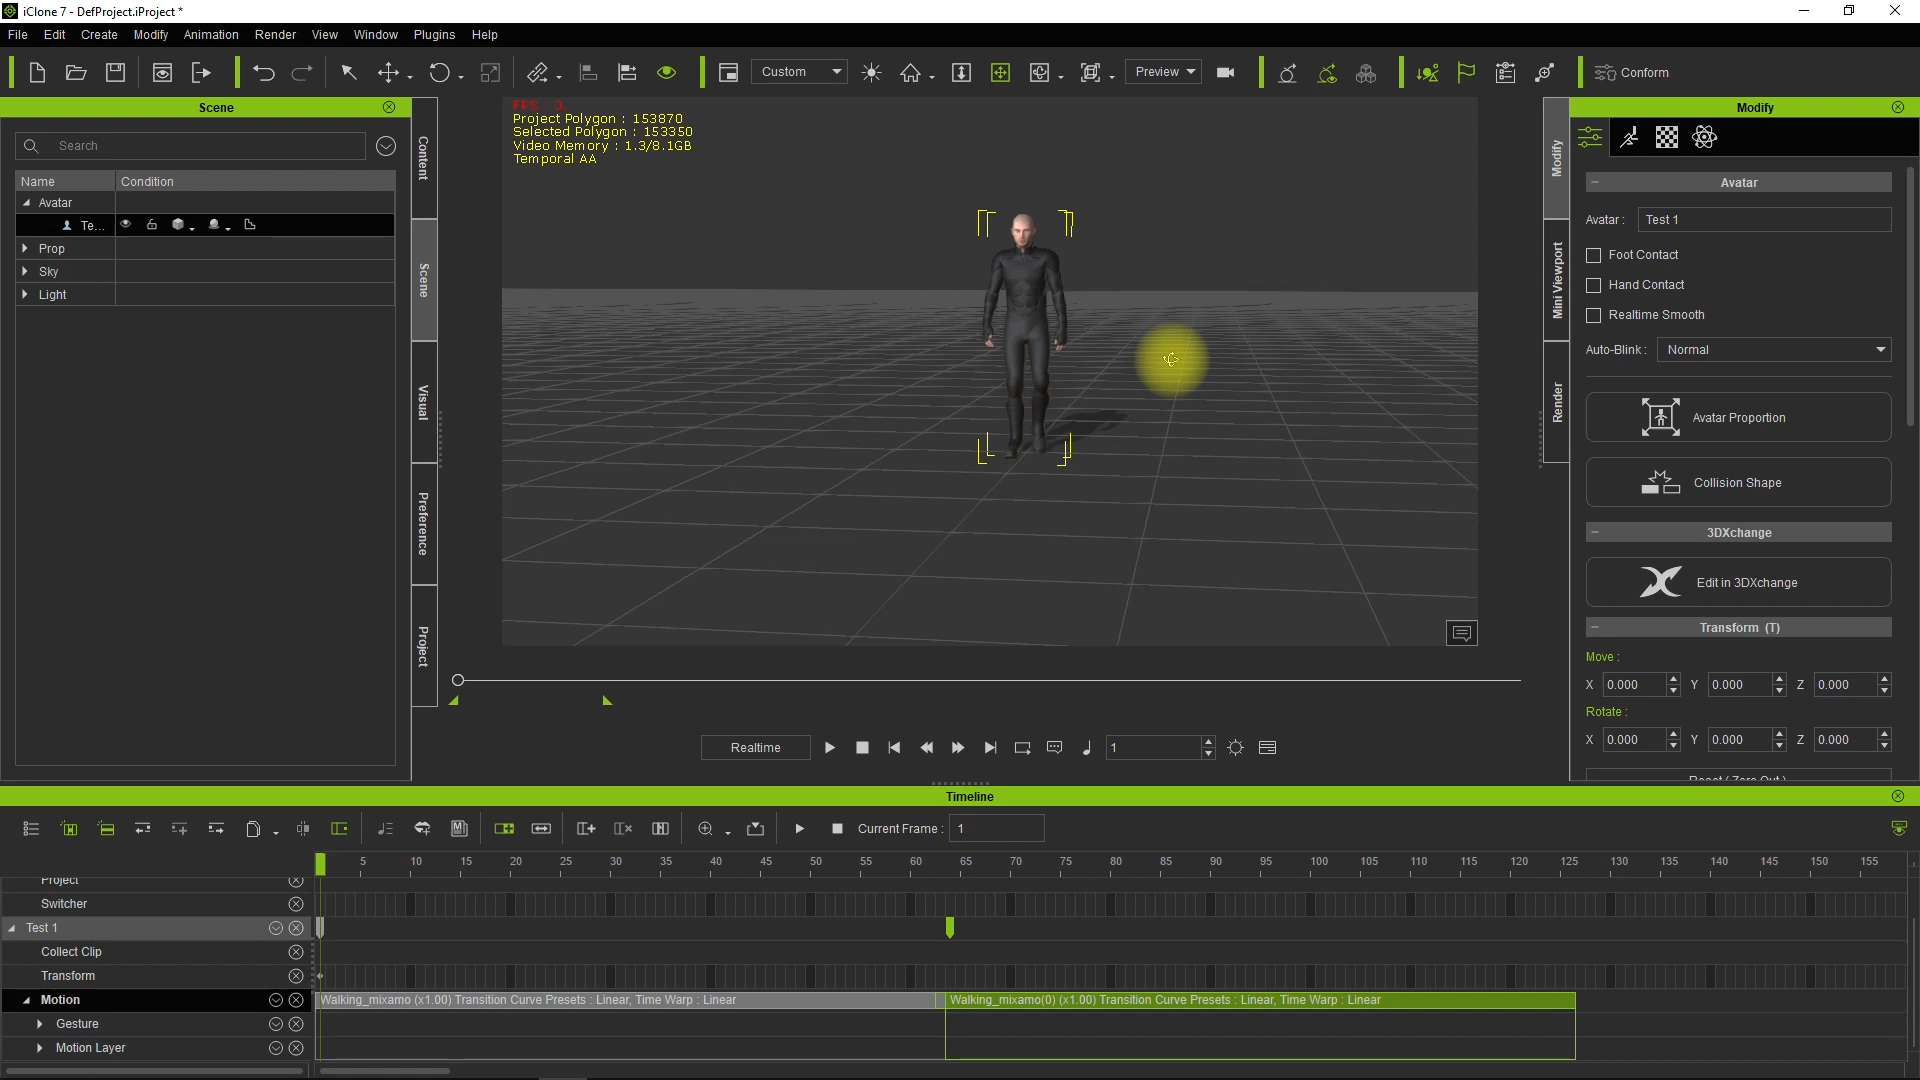 iClone 7 - DefProject.iProject *
File Edit Create Modify Animation Render View Window Plugins Help
Custom Preview Conform
Scene
Search
Name Condition
Avatar
Te...
Prop
Sky
Light
Content
Scene
Visual
Preference
Project
FPS : 0.
Project Polygon : 153870
Selected Polygon : 153350
Video Memory : 1.3/8.1GB
Temporal AA
Modify
Mini Viewport
Render
Modify
Avatar
Avatar : Test 1
Foot Contact
Hand Contact
Realtime Smooth
Auto-Blink : Normal
Avatar Proportion
Collision Shape
3DXchange
Edit in 3DXchange
Transform (T)
Move :
X 0.000 Y 0.000 Z 0.000
Rotate :
X 0.000 Y 0.000 Z 0.000
Reset ( Zero Out )
Realtime 1
Timeline
Current Frame : 1
5 10 15 20 25 30 35 40 45 50 55 60 65 70 75 80 85 90 95 100 105 110 115 120 125 130 135 140 145 150 155
Project
Switcher
Test 1
Collect Clip
Transform
Motion
Walking_mixamo (x1.00) Transition Curve Presets : Linear, Time Warp : Linear
Walking_mixamo(0) (x1.00) Transition Curve Presets : Linear, Time Warp : Linear
Gesture
Motion Layer